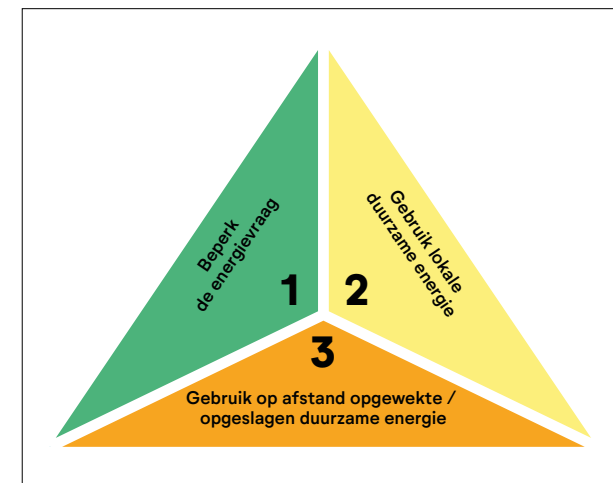 Beperk
de energievraag
1
Gebruik lokale
duurzame energie
2
3
Gebruik op afstand opgewekte /
opgeslagen duurzame energie